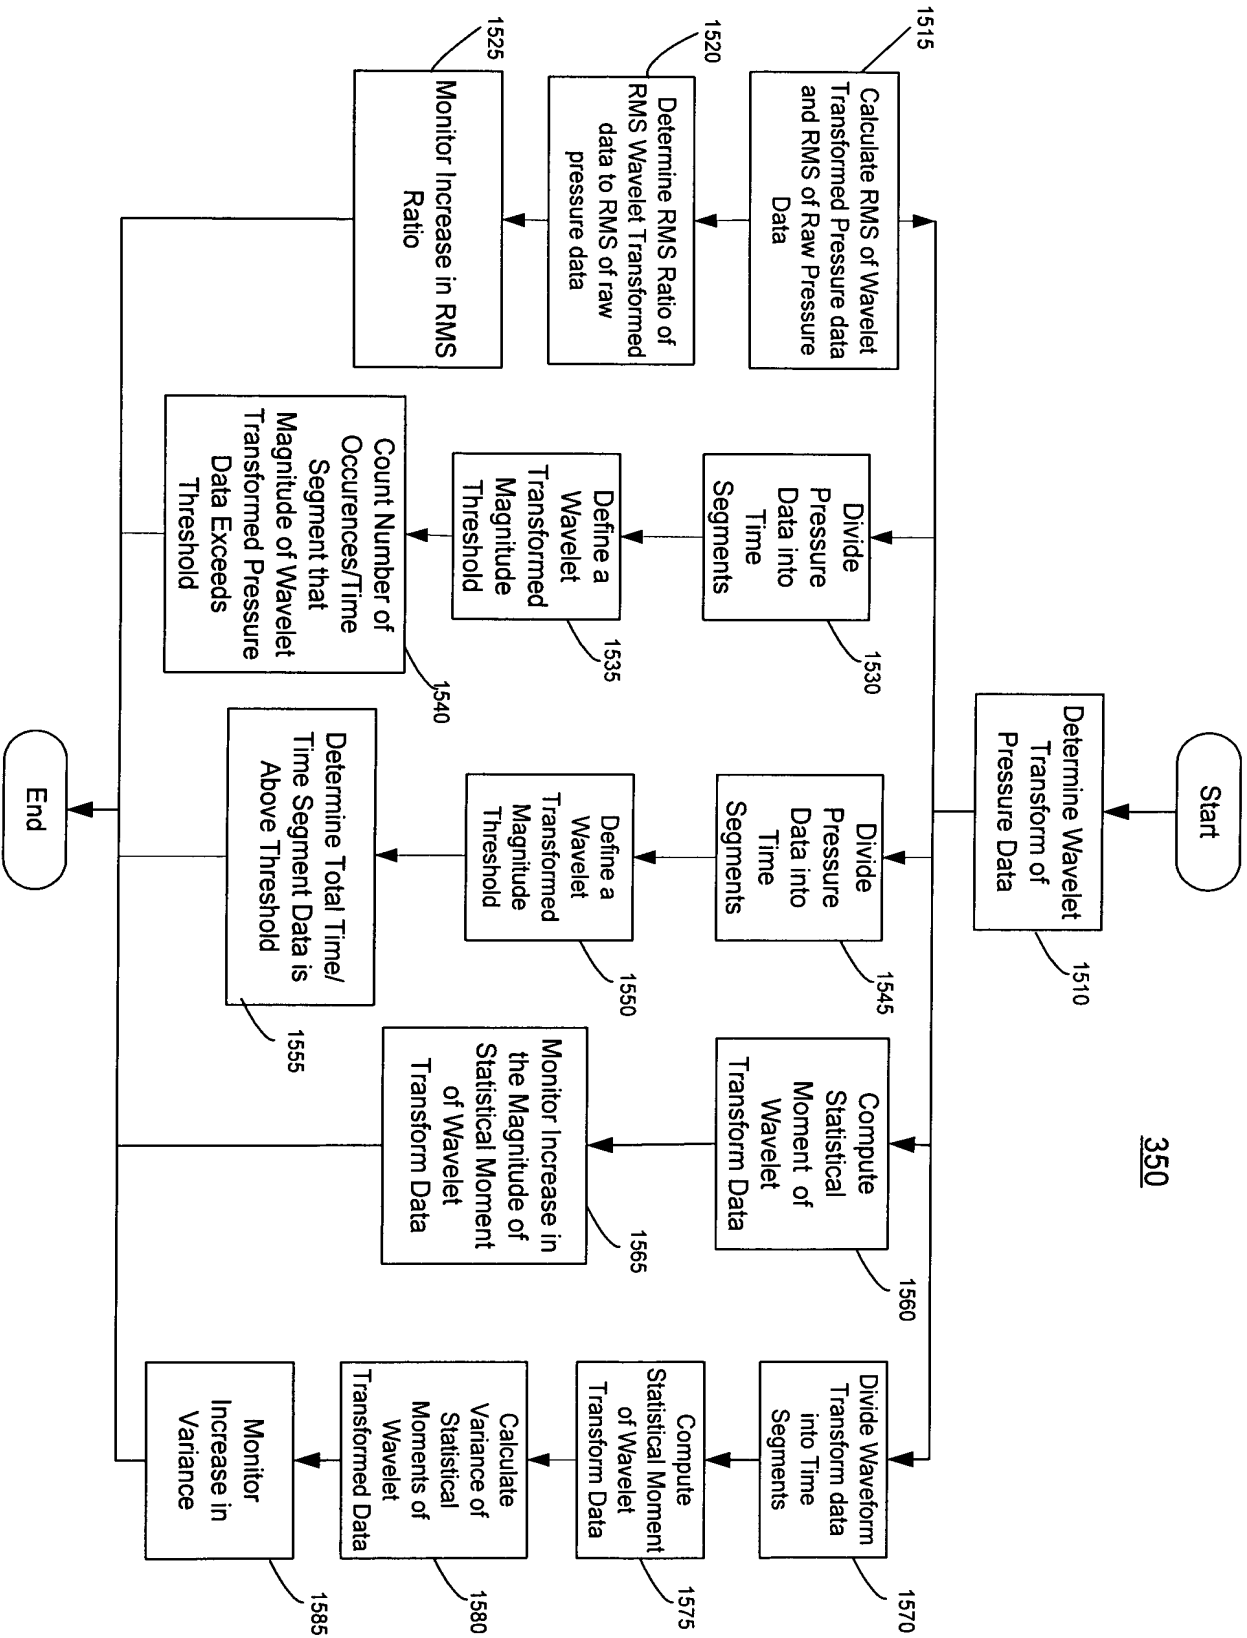 350
Start
Determine Wavelet
Transform of
Pressure Data
1510
1515
Calculate RMS of Wavelet
Transformed Pressure data
and RMS of Raw Pressure
Data
1520
Determine RMS Ratio of
RMS Wavelet Transformed
data to RMS of raw
pressure data
1525
Monitor Increase in RMS
Ratio
Divide
Pressure
Data into
Time
Segments
1530
Define a
Wavelet
Transformed
Magnitude
Threshold
1535
Count Number of
Occurences/Time
Segment that
Magnitude of Wavelet
Transformed Pressure
Data Exceeds
Threshold
1540
Divide
Pressure
Data into
Time
Segments
1545
Define a
Wavelet
Transformed
Magnitude
Threshold
1550
Determine Total Time/
Time Segment Data is
Above Threshold
1555
Compute
Statistical
Moment of
Wavelet
Transform Data
1560
Monitor Increase in
the Magnitude of
Statistical Moment
of Wavelet
Transform Data
1565
Divide Waveform
Transform data
into Time
Segments
1570
Compute
Statistical Moment
of Wavelet
Transform Data
1575
Calculate
Variance of
Statistical
Moments of
Wavelet
Transformed Data
1580
Monitor
Increase in
Variance
1585
End